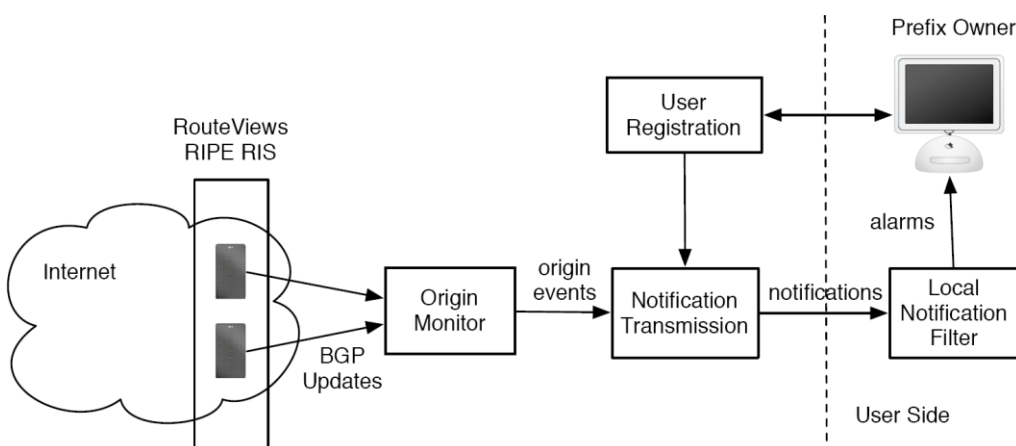 Prefix Owner
User
Registration
RouteViews
RIPE RIS
alarms
Internet
origin
events
Origin
Monitor
Notification
Transmission
notifications
Local
Notification
Filter
BGP
Updates
User Side